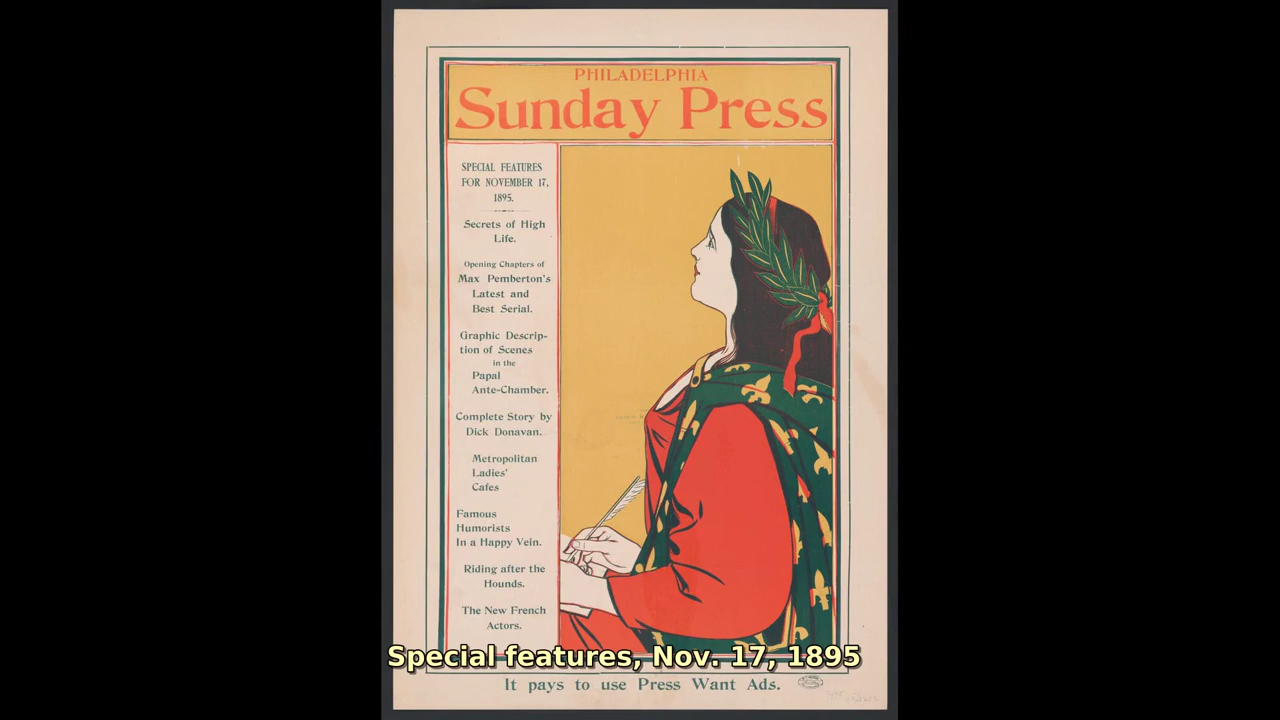 PHILADELPHIA
Sunday Press
SPECIAL FEATURES
FOR NOVEMBER 17,
1895.
Secrets of High
Life.
Opening Chapters of
Max Pemberton's
Latest and
Best Serial.
Graphic Descrip-
tion of Scenes
in the
Papal
Ante-Chamber.
Complete Story by
Dick Donavan.
Metropolitan
Ladies'
Cafes
Famous
Humorists
In a Happy Vein.
Riding after the
Hounds.
The New French
Actors.
Special features, Nov. 17, 1895
It pays to use Press Want Ads.